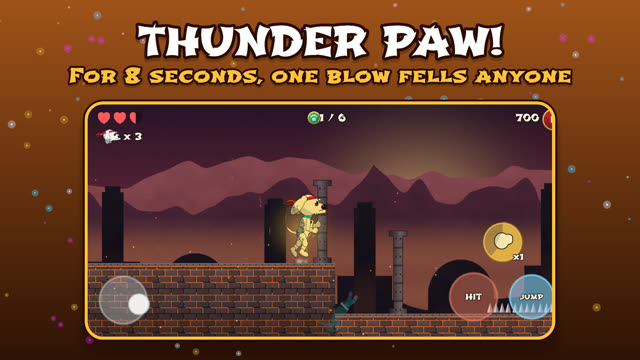 THUNDER PAW!
FOR 8 SECONDS, ONE BLOW FELLS ANYONE
x 3
1 / 6
700
x1
HIT
JUMP